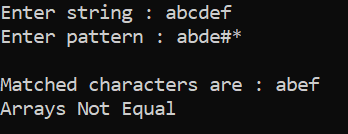 Enter string : abcdef
Enter pattern : abde#*
Matched characters are : abef
Arrays Not Equal